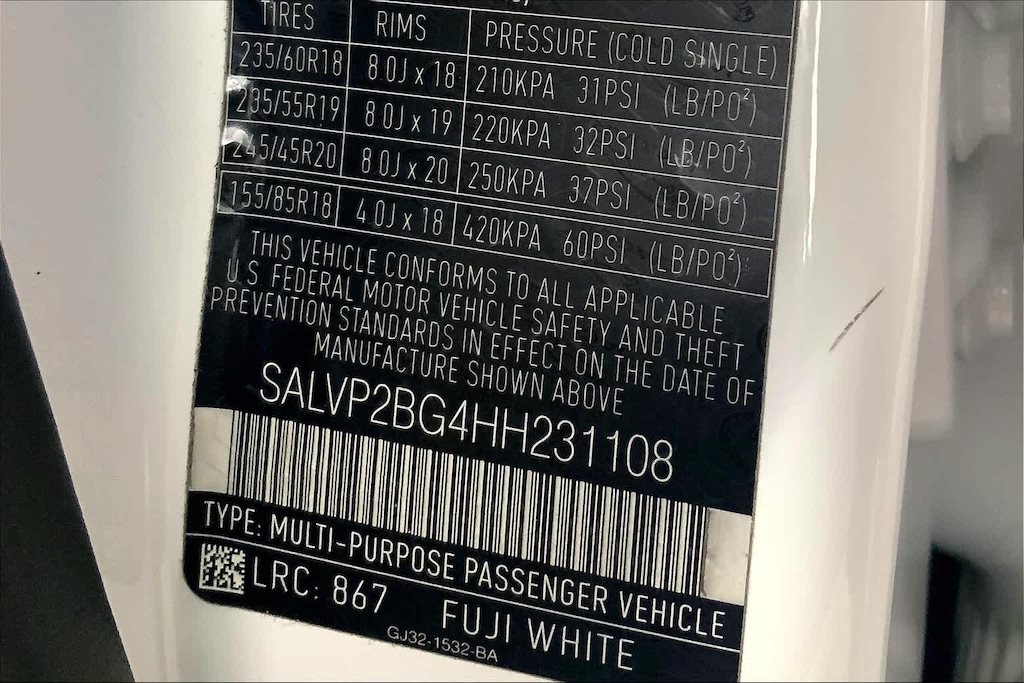 TIRES RIMS PRESSURE (COLD SINGLE)
235/60R18 8.0J x 18 210KPA 31PSI (LB/PO²)
235/55R19 8.0J x 19 220KPA 32PSI (LB/PO²)
245/45R20 8.0J x 20 250KPA 37PSI (LB/PO²)
155/85R18 4.0J x 18 420KPA 60PSI (LB/PO²)
THIS VEHICLE CONFORMS TO ALL APPLICABLE
U.S FEDERAL MOTOR VEHICLE SAFETY AND THEFT
PREVENTION STANDARDS IN EFFECT ON THE DATE OF
MANUFACTURE SHOWN ABOVE
SALVP2BG4HH231108
TYPE: MULTI-PURPOSE PASSENGER VEHICLE
LRC: 867 FUJI WHITE
GJ32-1532-BA